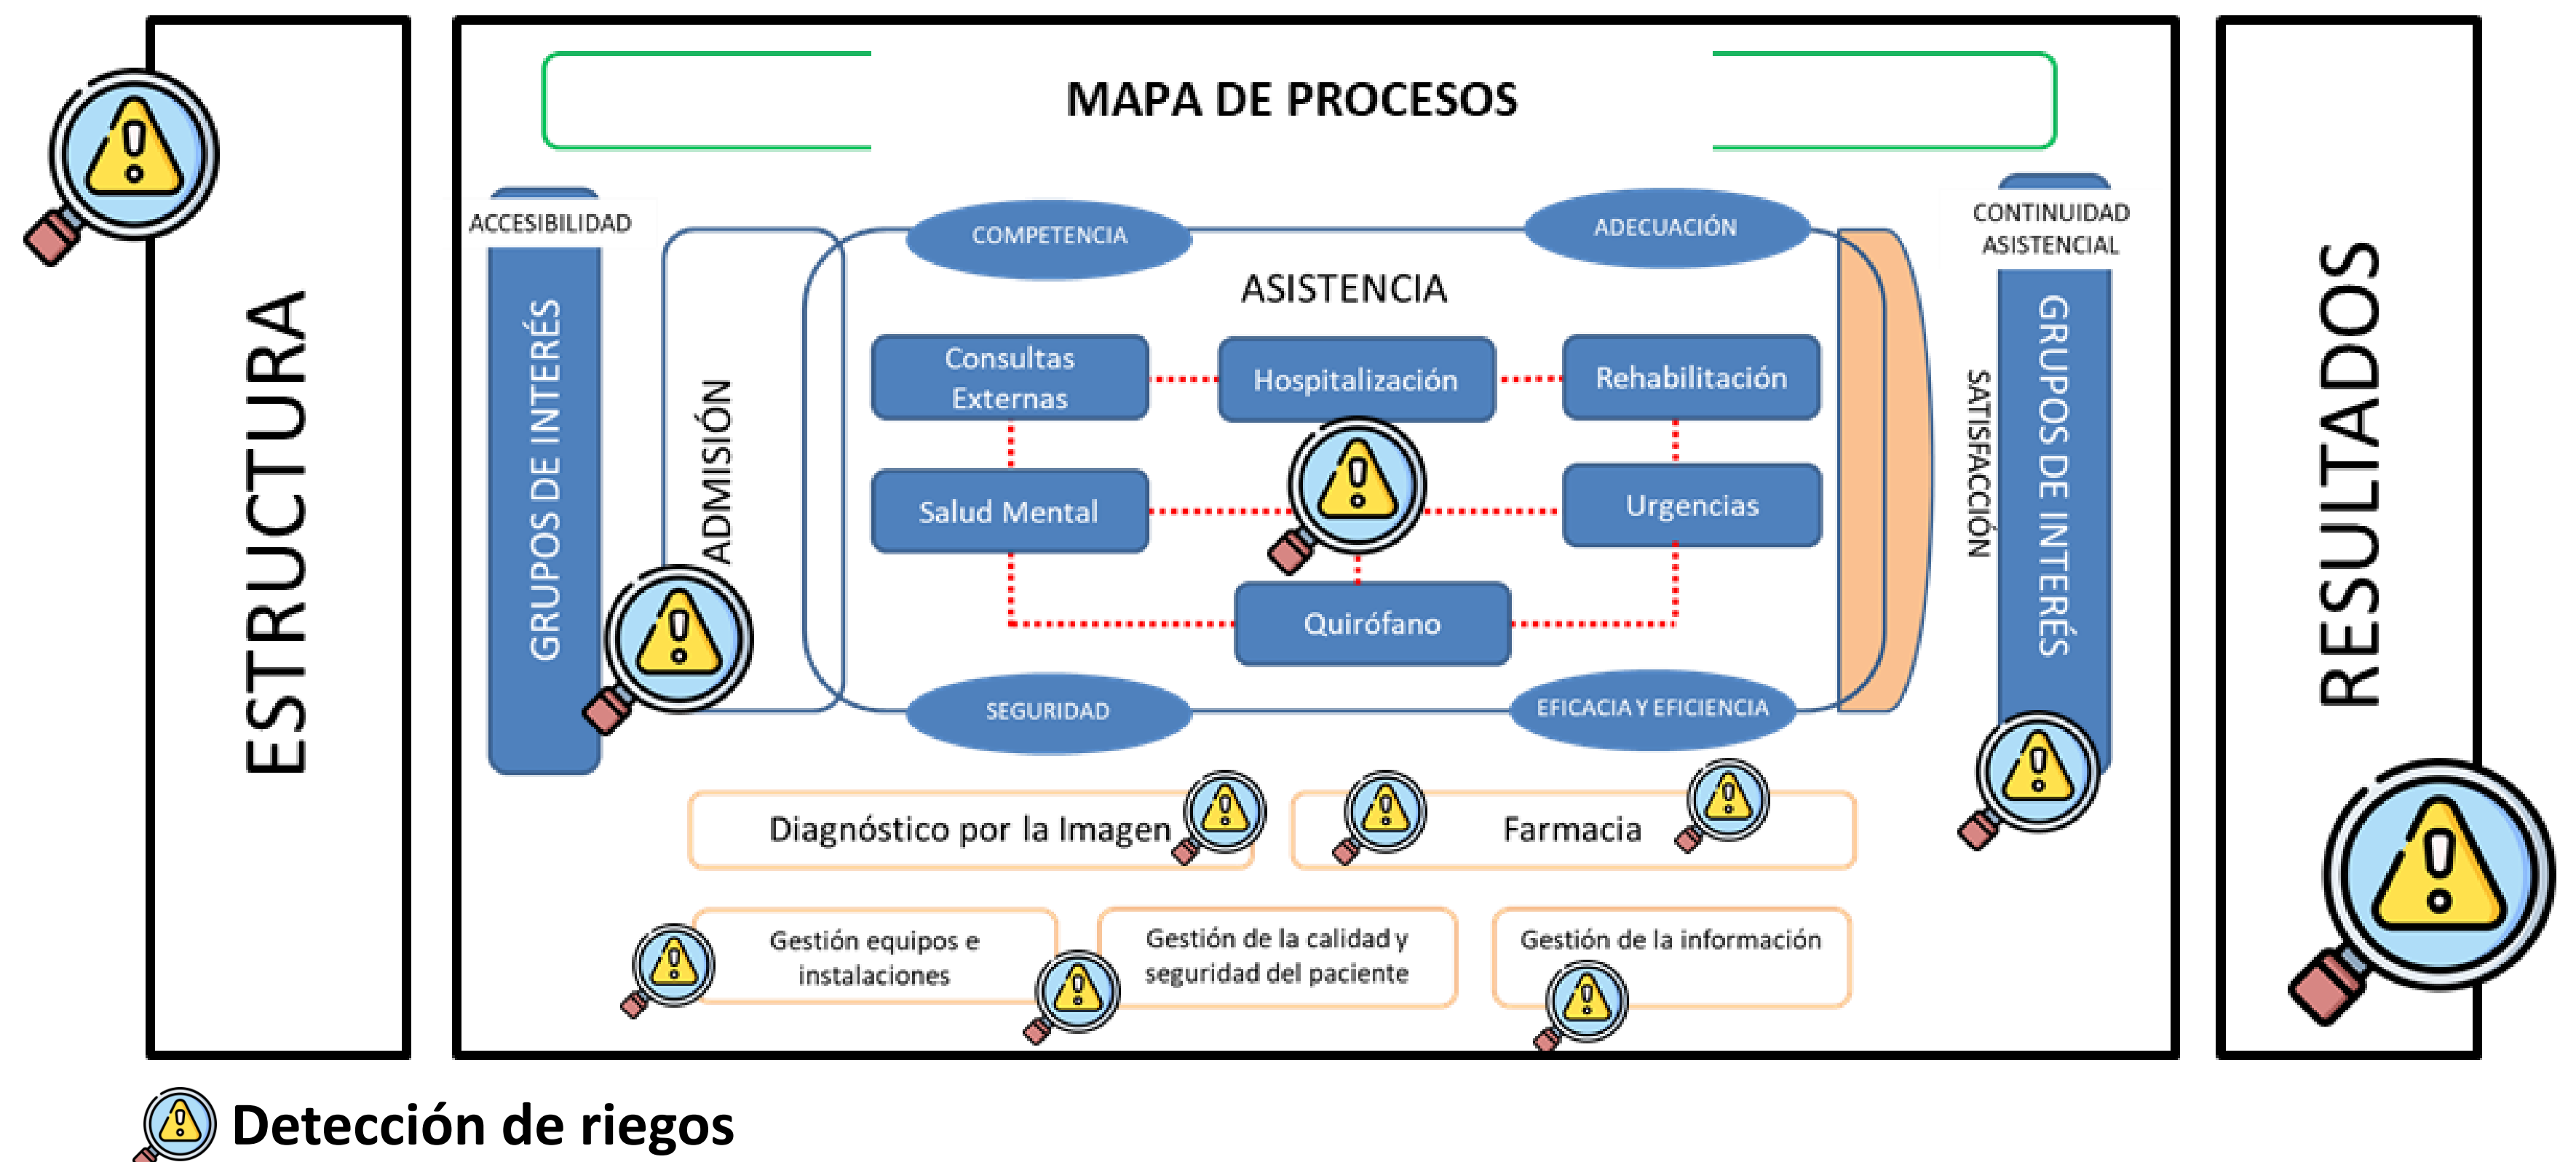 ESTRUCTURA
MAPA DE PROCESOS
ACCESIBILIDAD
GRUPOS DE INTERÉS
ADMISIÓN
COMPETENCIA
ADECUACIÓN
ASISTENCIA
Consultas
Externas
Hospitalización
Rehabilitación
Salud Mental
Urgencias
Quirófano
SEGURIDAD
EFICACIA Y EFICIENCIA
SATISFACCIÓN
CONTINUIDAD
ASISTENCIAL
GRUPOS DE INTERÉS
Diagnóstico por la Imagen
Farmacia
Gestión equipos e
instalaciones
Gestión de la calidad y
seguridad del paciente
Gestión de la información
RESULTADOS
Detección de riegos